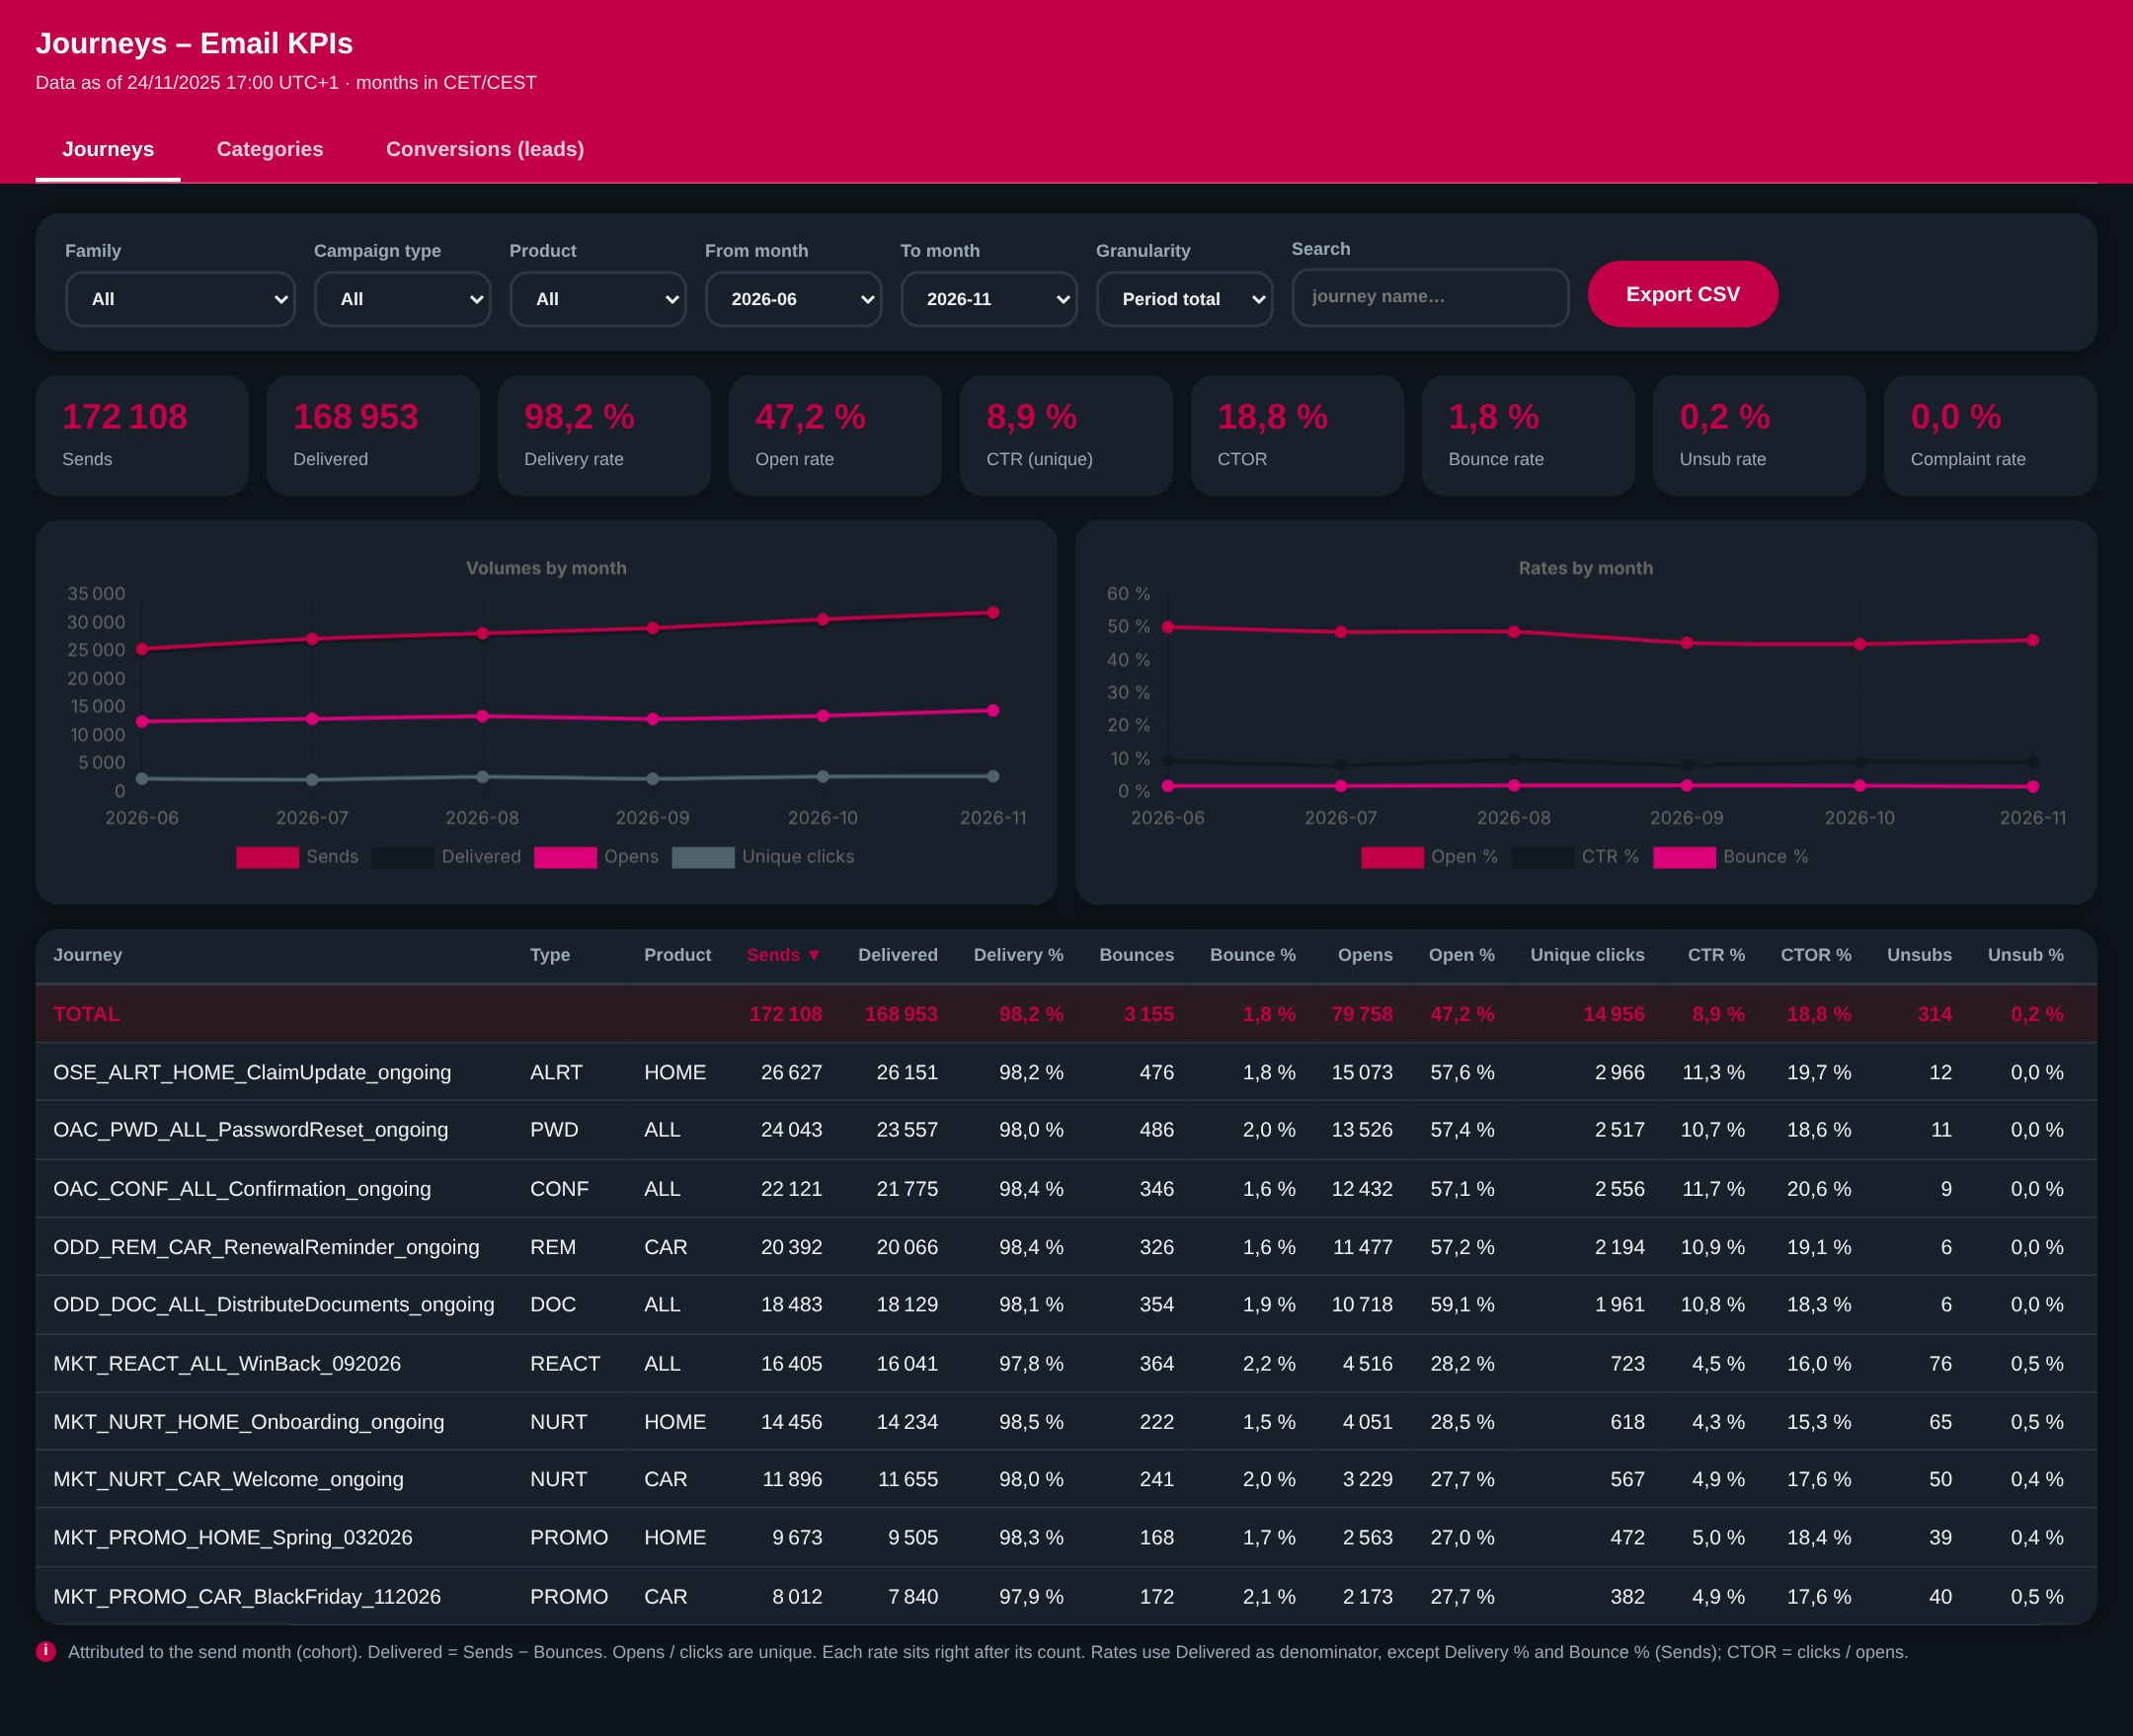 Journeys – Email KPIs
Data as of 24/11/2025 17:00 UTC+1 · months in CET/CEST
Journeys Categories Conversions (leads)
Family Campaign type Product From month To month Granularity Search
All All All 2026-06 2026-11 Period total journey name... Export CSV
172 108 168 953 98,2 % 47,2 % 8,9 % 18,8 % 1,8 % 0,2 % 0,0 %
Sends Delivered Delivery rate Open rate CTR (unique) CTOR Bounce rate Unsub rate Complaint rate
Volumes by month
35 000
30 000
25 000
20 000
15 000
10 000
5 000
0
2026-06 2026-07 2026-08 2026-09 2026-10 2026-11
Sends Delivered Opens Unique clicks
Rates by month
60 %
50 %
40 %
30 %
20 %
10 %
0 %
2026-06 2026-07 2026-08 2026-09 2026-10 2026-11
Open % CTR % Bounce %
Journey Type Product Sends ▼ Delivered Delivery % Bounces Bounce % Opens Open % Unique clicks CTR % CTOR % Unsubs Unsub %
TOTAL 172 108 168 953 98,2 % 3 155 1,8 % 79 758 47,2 % 14 956 8,9 % 18,8 % 314 0,2 %
OSE_ALRT_HOME_ClaimUpdate_ongoing ALRT HOME 26 627 26 151 98,2 % 476 1,8 % 15 073 57,6 % 2 966 11,3 % 19,7 % 12 0,0 %
OAC_PWD_ALL_PasswordReset_ongoing PWD ALL 24 043 23 557 98,0 % 486 2,0 % 13 526 57,4 % 2 517 10,7 % 18,6 % 11 0,0 %
OAC_CONF_ALL_Confirmation_ongoing CONF ALL 22 121 21 775 98,4 % 346 1,6 % 12 432 57,1 % 2 556 11,7 % 20,6 % 9 0,0 %
ODD_REM_CAR_RenewalReminder_ongoing REM CAR 20 392 20 066 98,4 % 326 1,6 % 11 477 57,2 % 2 194 10,9 % 19,1 % 6 0,0 %
ODD_DOC_ALL_DistributeDocuments_ongoing DOC ALL 18 483 18 129 98,1 % 354 1,9 % 10 718 59,1 % 1 961 10,8 % 18,3 % 6 0,0 %
MKT_REACT_ALL_WinBack_092026 REACT ALL 16 405 16 041 97,8 % 364 2,2 % 4 516 28,2 % 723 4,5 % 16,0 % 76 0,5 %
MKT_NURT_HOME_Onboarding_ongoing NURT HOME 14 456 14 234 98,5 % 222 1,5 % 4 051 28,5 % 618 4,3 % 15,3 % 65 0,5 %
MKT_NURT_CAR_Welcome_ongoing NURT CAR 11 896 11 655 98,0 % 241 2,0 % 3 229 27,7 % 567 4,9 % 17,6 % 50 0,4 %
MKT_PROMO_HOME_Spring_032026 PROMO HOME 9 673 9 505 98,3 % 168 1,7 % 2 563 27,0 % 472 5,0 % 18,4 % 39 0,4 %
MKT_PROMO_CAR_BlackFriday_112026 PROMO CAR 8 012 7 840 97,9 % 172 2,1 % 2 173 27,7 % 382 4,9 % 17,6 % 40 0,5 %
i Attributed to the send month (cohort). Delivered = Sends − Bounces. Opens / clicks are unique. Each rate sits right after its count. Rates use Delivered as denominator, except Delivery % and Bounce % (Sends); CTOR = clicks / opens.